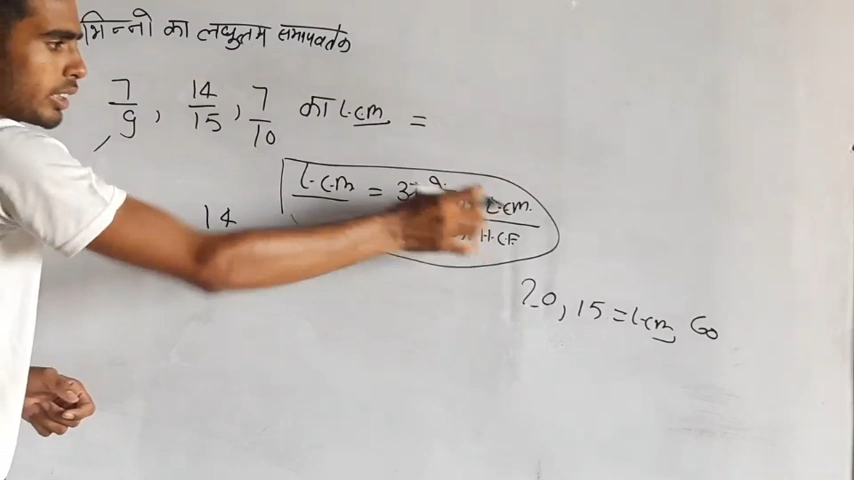 भिन्नो का लघुतम समापवर्तक
7/9, 14/15, 7/10 का L.C.M. =
L.C.M = L.C.M.
H.C.F.
14
20, 15 = L.C.M 60